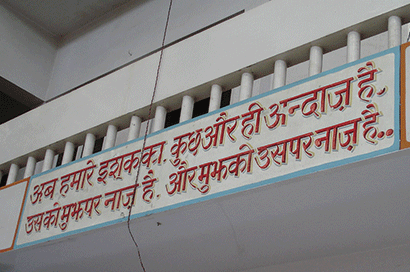 अब हमारे इश्क़ का. कुछ और ही अन्दाज़ है.
उसको मुझपर नाज़ है. और मुझको उसपर नाज़ है..